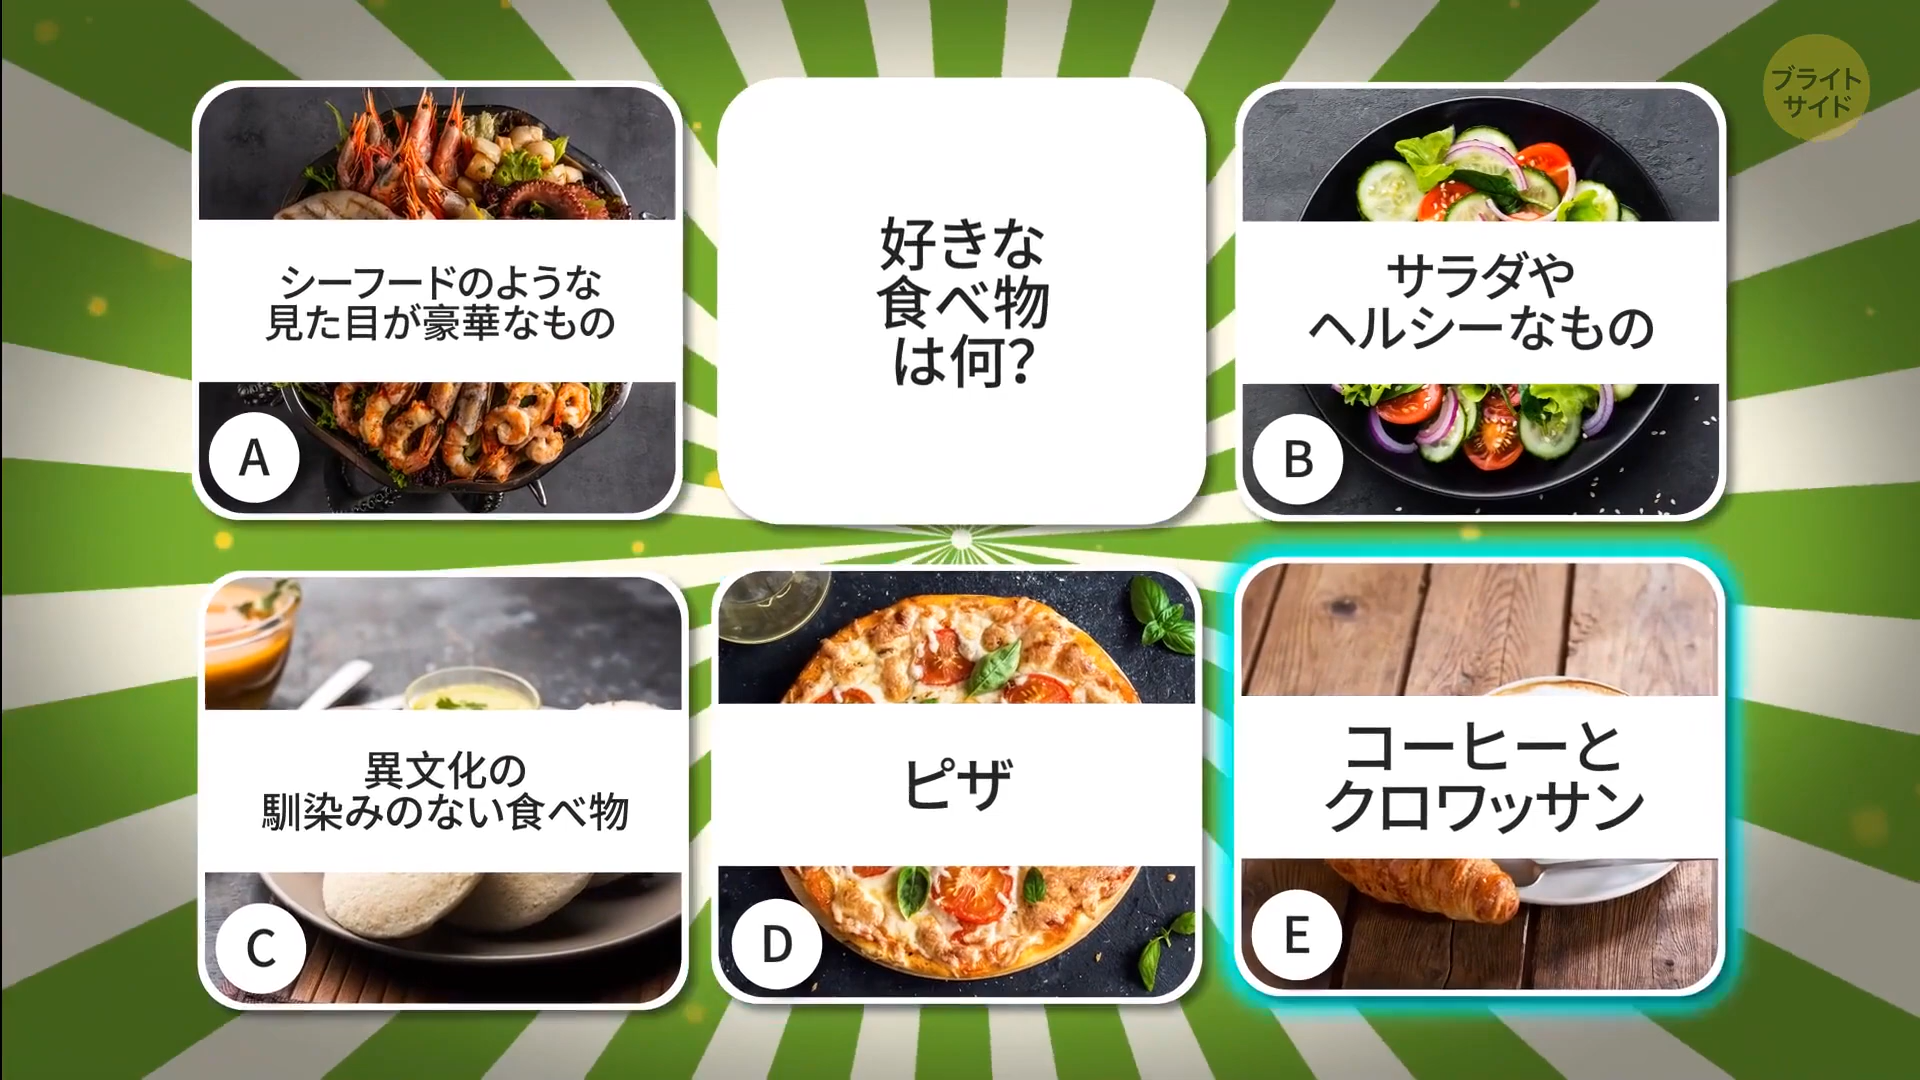 ブライト
サイド
シーフードのような
見た目が豪華なもの
A
好きな
食べ物
は何？
サラダや
ヘルシーなもの
B
異文化の
馴染みのない食べ物
C
ピザ
D
コーヒーと
クロワッサン
E